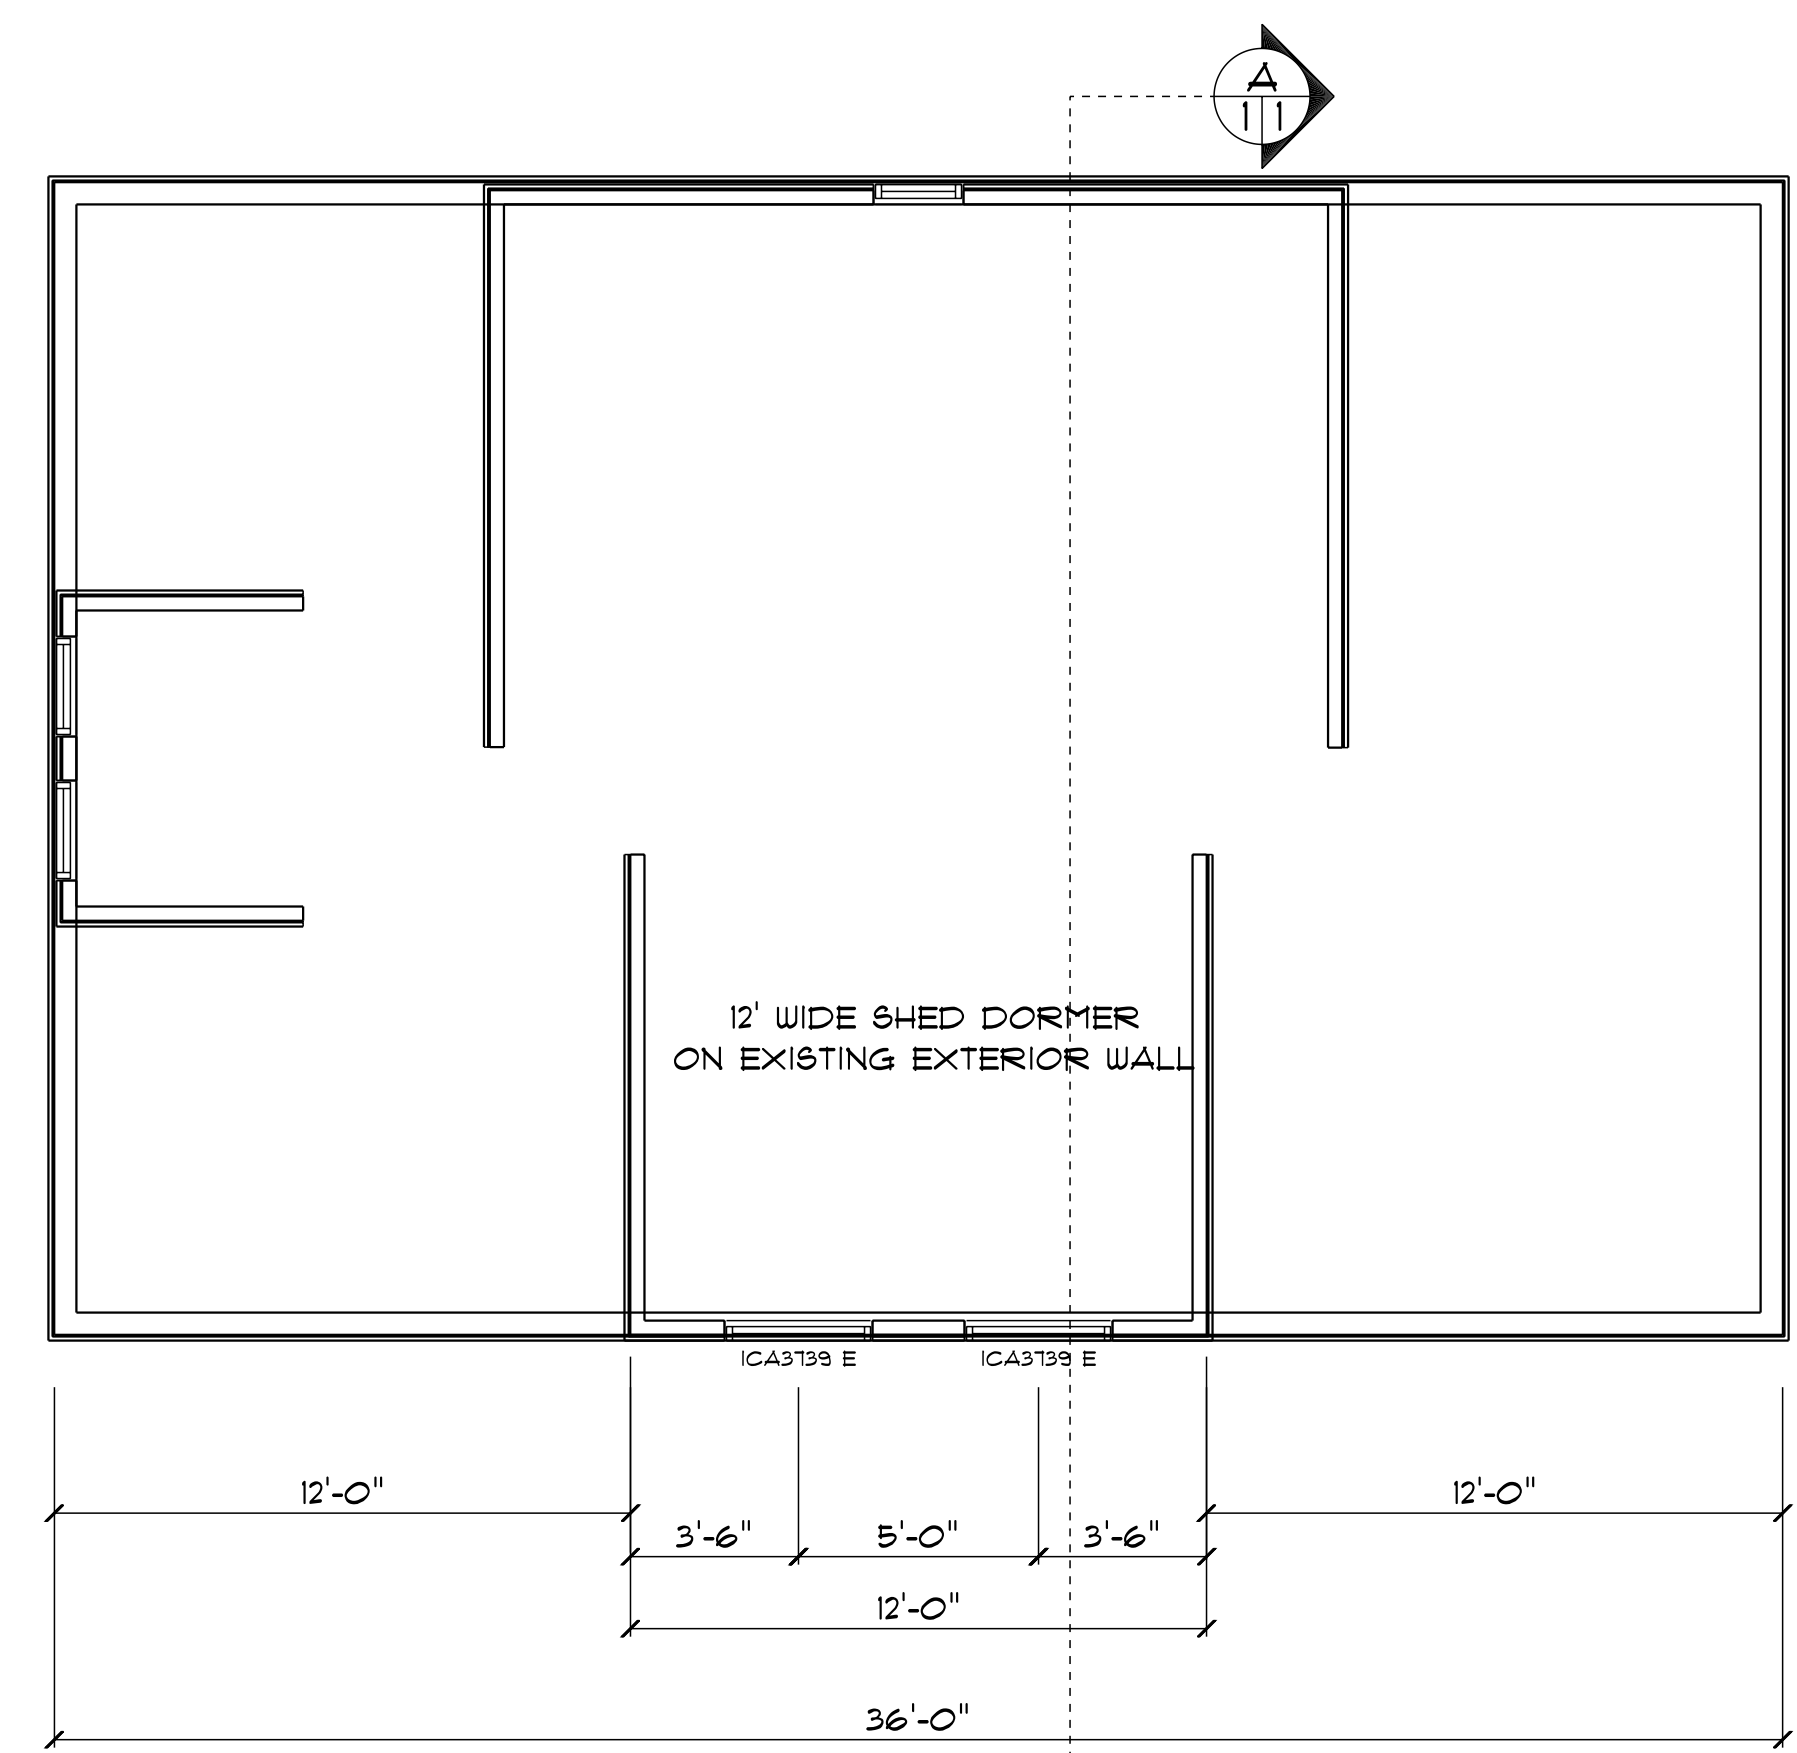 A
1 1
12' WIDE SHED DORMER
ON EXISTING EXTERIOR WALL
ICA3739 E ICA3739 E
12'-0" 12'-0"
3'-6" 5'-0" 3'-6"
12'-0"
36'-0"